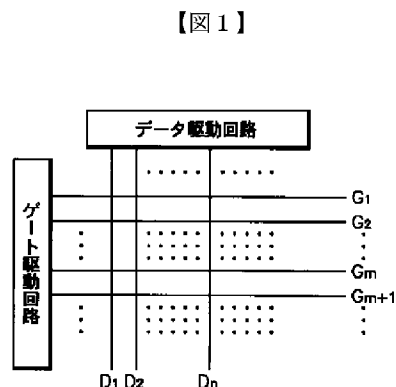 【図1】
データ駆動回路
ゲート駆動回路
G1
G2
Gm
Gm+1
D1 D2 Dn